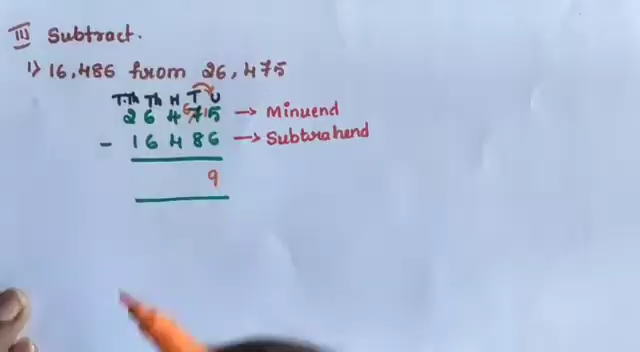 III Subtract.
1) 16,486 from 26,475
T.Th Th H T U
2 6 4 6 7 1 5 → Minuend
- 1 6 4 8 6 → Subtrahend
9